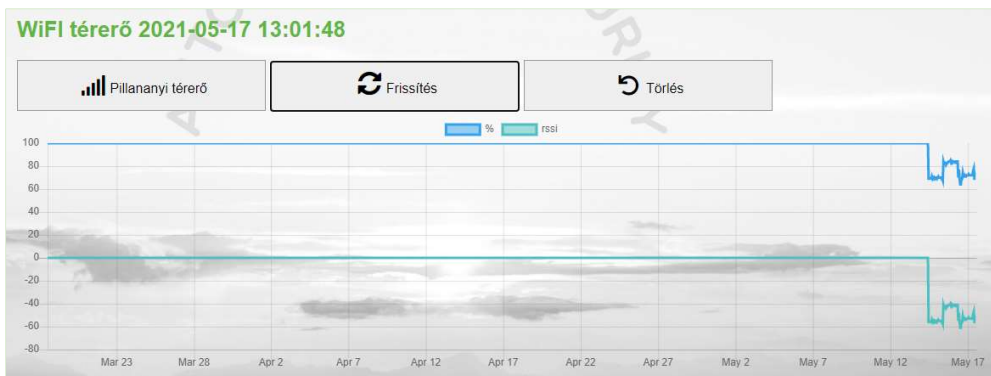 WiFI térerő 2021-05-17 13:01:48
Pillananyi térerő
Frissítés
Törlés
% rssi
100
80
60
40
20
0
-20
-40
-60
-80
Mar 23 Mar 28 Apr 2 Apr 7 Apr 12 Apr 17 Apr 22 Apr 27 May 2 May 7 May 12 May 17